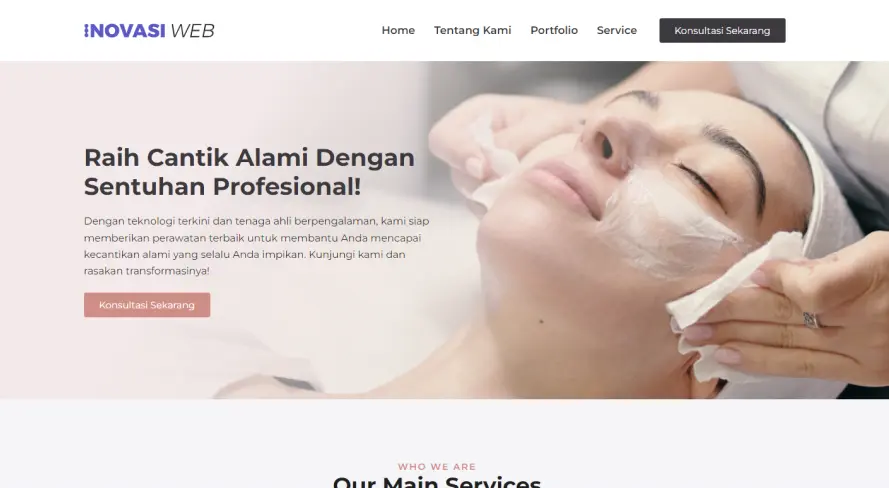 INOVASI WEB
Home
Tentang Kami
Portfolio
Service
Konsultasi Sekarang
Raih Cantik Alami Dengan
Sentuhan Profesional!
Dengan teknologi terkini dan tenaga ahli berpengalaman, kami siap
memberikan perawatan terbaik untuk membantu Anda mencapai
kecantikan alami yang selalu Anda impikan. Kunjungi kami dan
rasakan transformasinya!
Konsultasi Sekarang
WHO WE ARE
Our Main Services